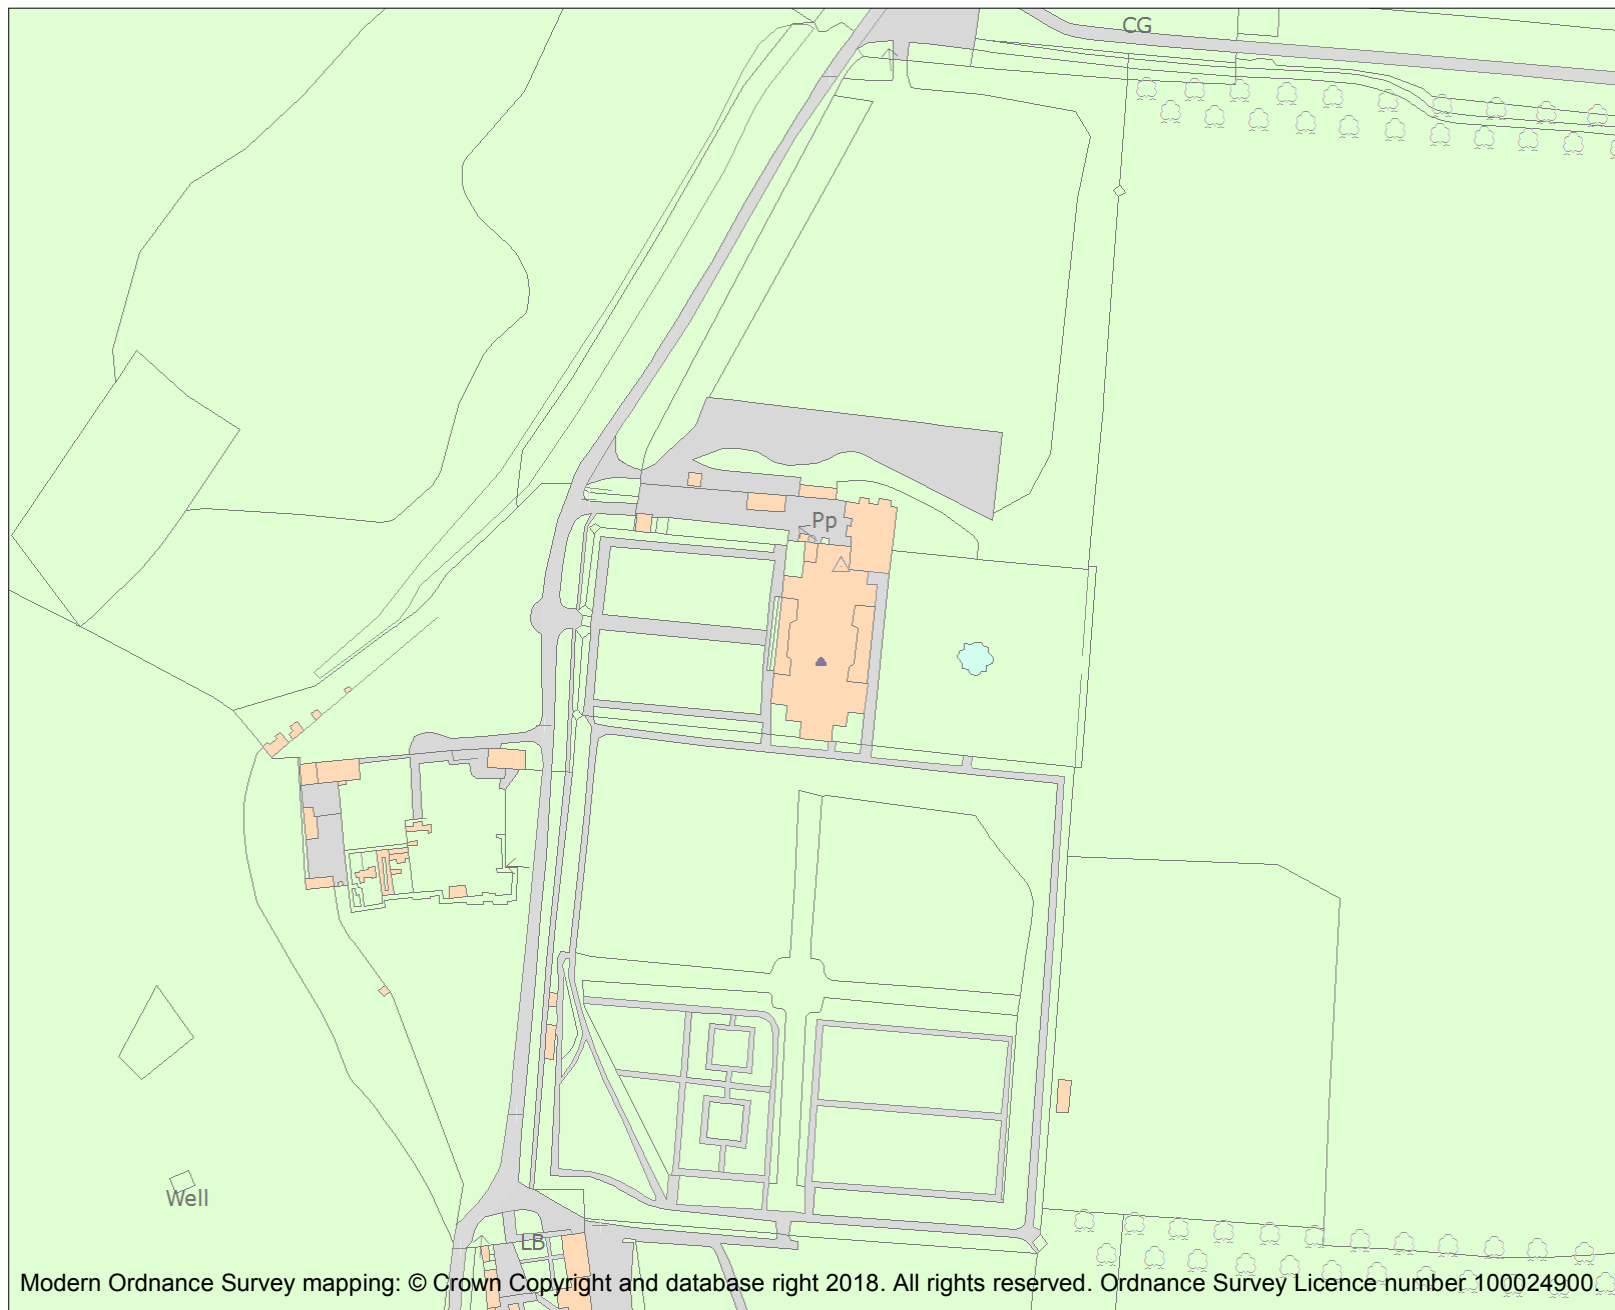 CG
Pp
Well
LB
Modern Ordnance Survey mapping: © Crown Copyright and database right 2018. All rights reserved. Ordnance Survey Licence number 100024900.